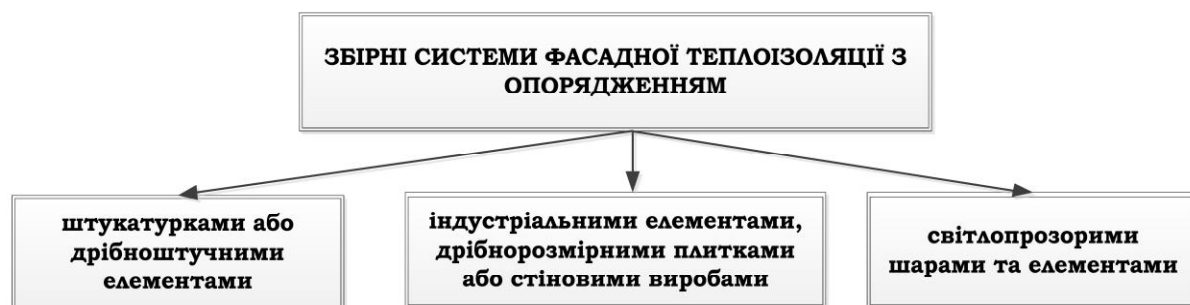 ЗБІРНІ СИСТЕМИ ФАСАДНОЇ ТЕПЛОІЗОЛЯЦІЇ З
ОПОРЯДЖЕННЯМ
штукатурками або
дрібноштучними
елементами
індустріальними елементами,
дрібнорозмірними плитками
або стіновими виробами
світлопрозорими
шарами та елементами